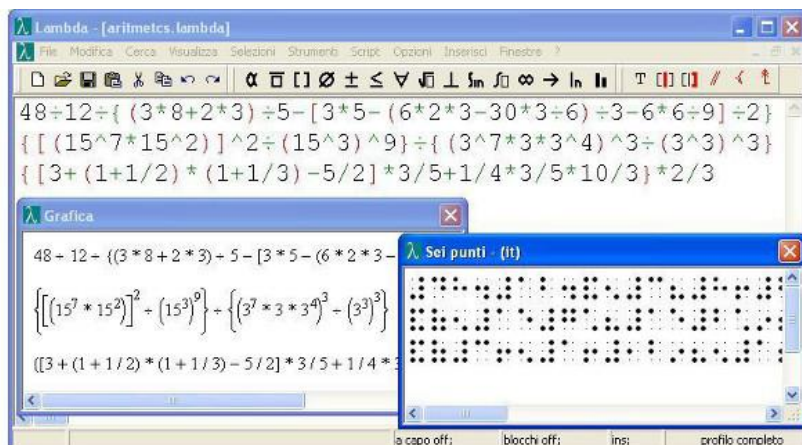 Lambda - [aritmetcs.lambda]
File Modifica Cerca Visualizza Selezioni Strumenti Script Opzioni Inserisci Finestre ?
48÷12÷{(3*8+2*3)÷5-[3*5-(6*2*3-30*3÷6)÷3-6*6÷9]÷2}
{[(15^7*15^2)]^2÷(15^3)^9}÷{(3^7*3*3^4)^3÷(3^3)^3}
{[3+(1+1/2)*(1+1/3)-5/2]*3/5+1/4*3/5*10/3}*2/3
Grafica
48 ÷ 12 ÷ {(3 * 8 + 2 * 3) ÷ 5 - [3 * 5 - (6 * 2 * 3 -
{[(15⁷ * 15²)]² ÷ (15³)⁹} ÷ {(3⁷ * 3 * 3⁴)³ ÷ (3³)³}
([3 + (1 + 1/2) * (1 + 1/3) - 5/2] * 3/5 + 1/4 * 3
Sei punti - (it)
a capo off: blocchi off: ins: profilo completo